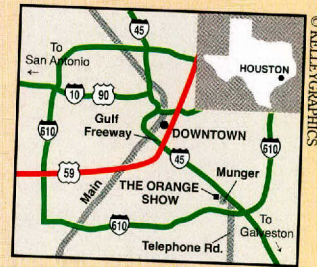 45
To
San Antonio
10
90
HOUSTON
© KELLYGRAPHICS
Gulf
Freeway
DOWNTOWN
610
610
59
45
Main
THE ORANGE
SHOW
Munger
610
To
Galveston
Telephone Rd.